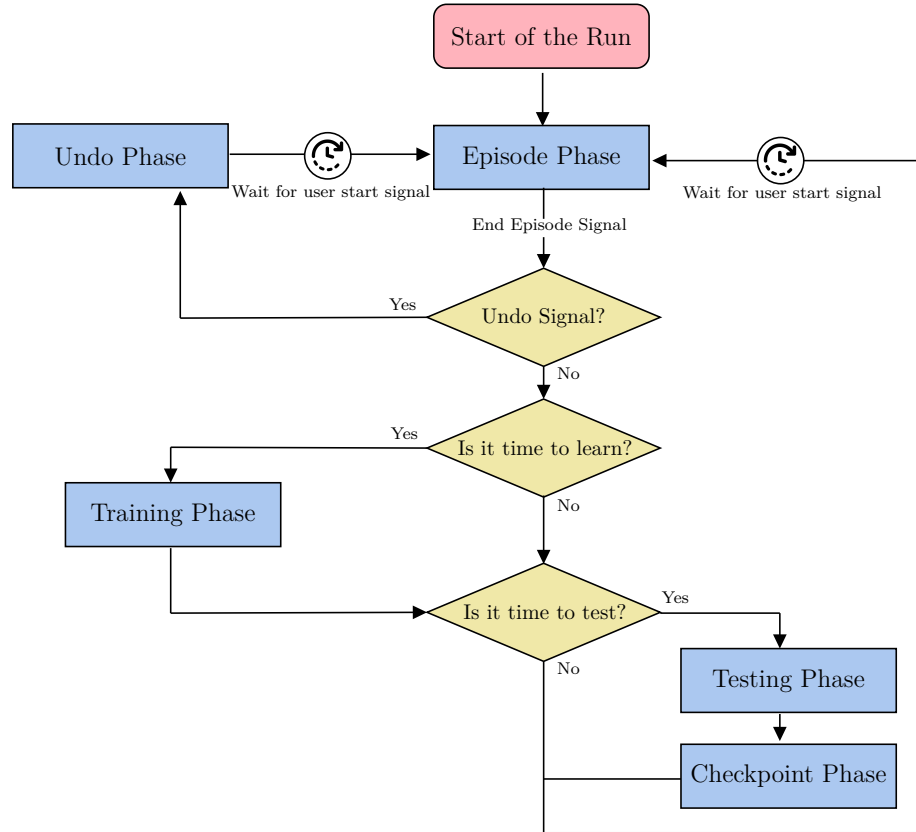 Start of the Run
Undo Phase
Episode Phase
Wait for user start signal
Wait for user start signal
End Episode Signal
Yes
Undo Signal?
No
Yes
Is it time to learn?
Training Phase
No
Is it time to test?
Yes
No
Testing Phase
Checkpoint Phase